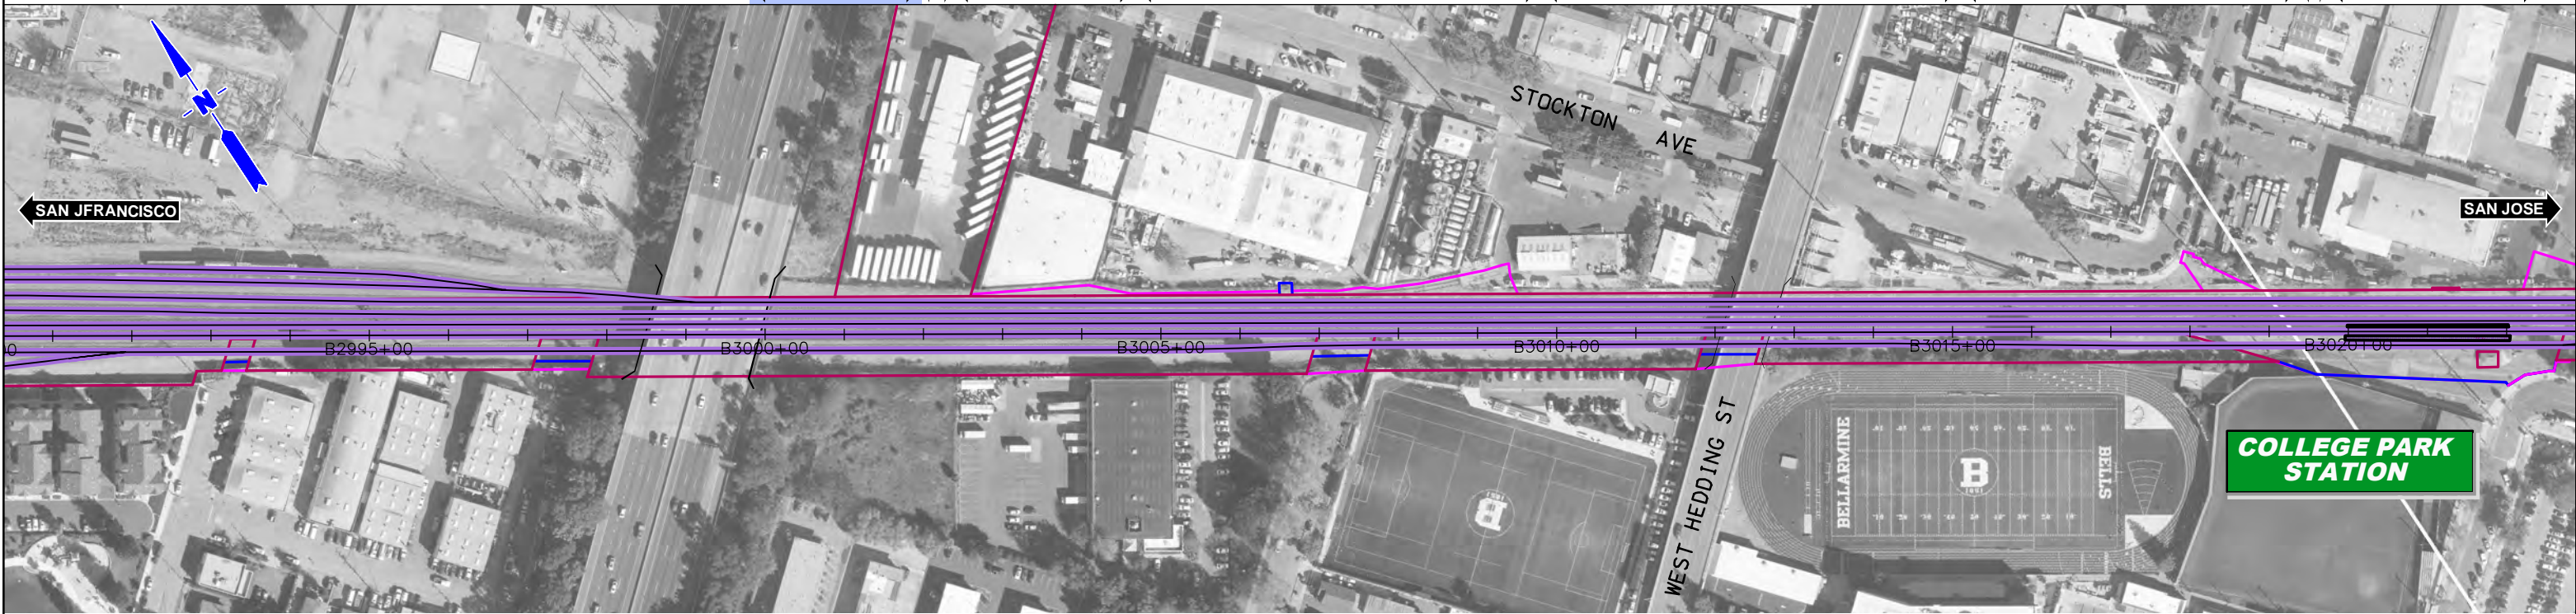 STOCKTON AVE
N
SAN JFRANCISCO
SAN JOSE
B2995+00
B3000+00
B3005+00
B3010+00
B3015+00
B3020+00
WEST HEDDING ST
BELLARMINE
B
BELLS
B
COLLEGE PARK
STATION